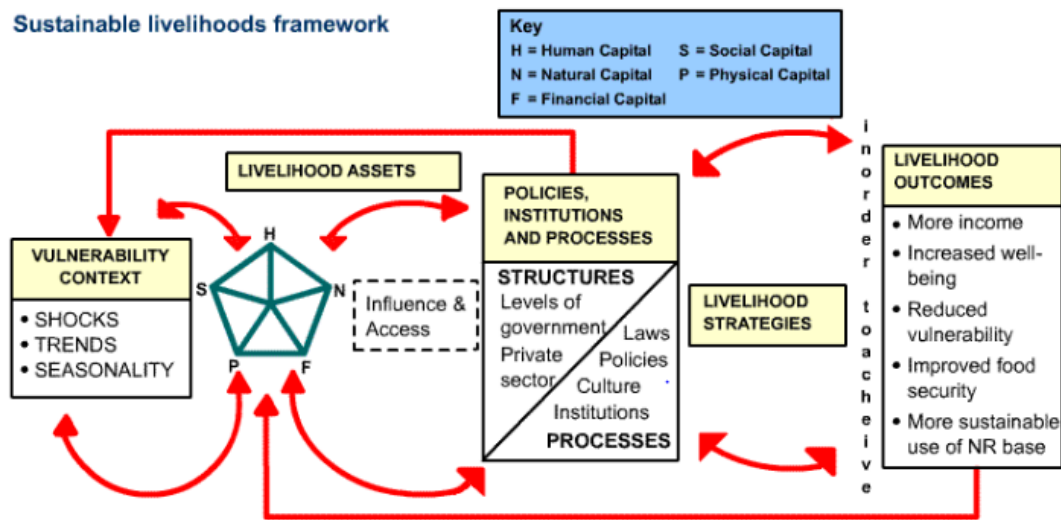 Sustainable livelihoods framework
Key
H = Human Capital
S = Social Capital
N = Natural Capital
P = Physical Capital
F = Financial Capital
LIVELIHOOD ASSETS
VULNERABILITY
CONTEXT
• SHOCKS
• TRENDS
• SEASONALITY
H
S
N
P
F
Influence &
Access
POLICIES,
INSTITUTIONS
AND PROCESSES
STRUCTURES
Levels of
government
Private
sector
Laws
Policies
Culture
Institutions
PROCESSES
LIVELIHOOD
STRATEGIES
inorder toacheive
LIVELIHOOD
OUTCOMES
• More income
• Increased well-
being
• Reduced
vulnerability
• Improved food
security
• More sustainable
use of NR base